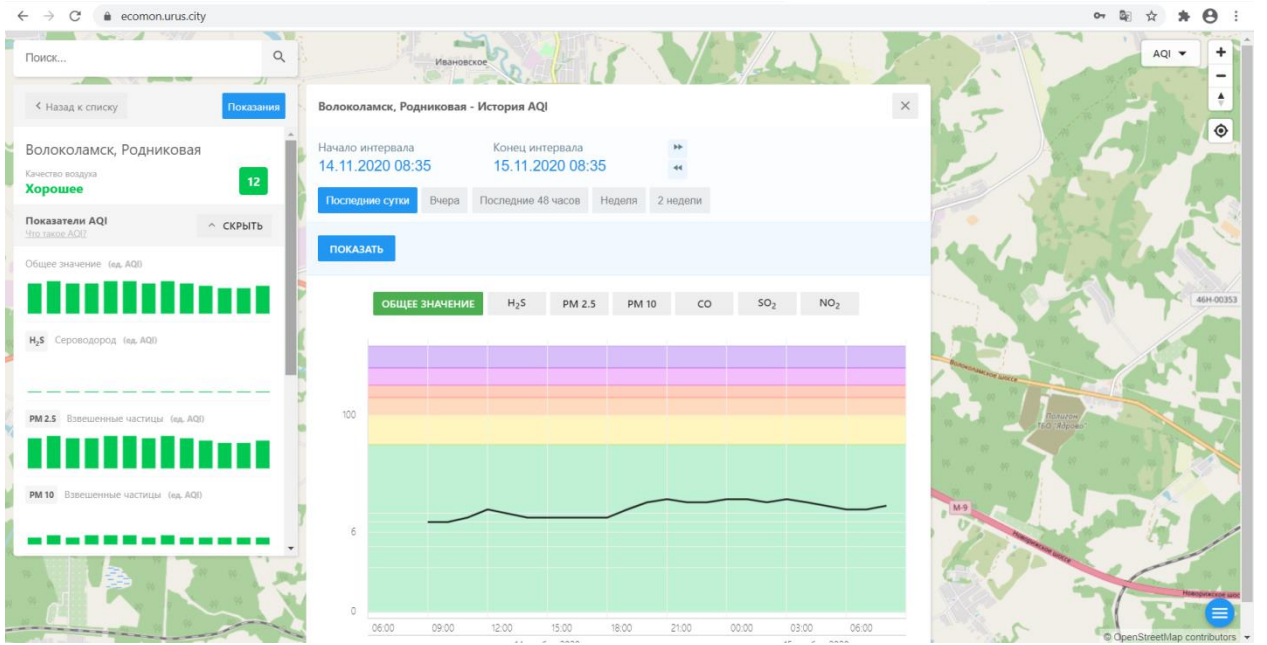 ecomon.urus.city
Поиск...
Ивановское
AQI
< Назад к списку
Показания
Волоколамск, Родниковая
Качество воздуха
Хорошее
12
Показатели AQI
Что такое AQI?
СКРЫТЬ
Общее значение (ед. AQI)
H₂S Сероводород (ед. AQI)
PM 2.5 Взвешенные частицы (ед. AQI)
PM 10 Взвешенные частицы (ед. AQI)
Волоколамск, Родниковая - История AQI
Начало интервала
14.11.2020 08:35
Конец интервала
15.11.2020 08:35
Последние сутки
Вчера
Последние 48 часов
Неделя
2 недели
ПОКАЗАТЬ
ОБЩЕЕ ЗНАЧЕНИЕ
H₂S
PM 2.5
PM 10
CO
SO₂
NO₂
100
6
0
06:00 09:00 12:00 15:00 18:00 21:00 00:00 03:00 06:00
46Н-00353
Волоколамское шоссе
Полигон
ТБО "Ядрово"
М-9
Новорижское шоссе
© OpenStreetMap contributors